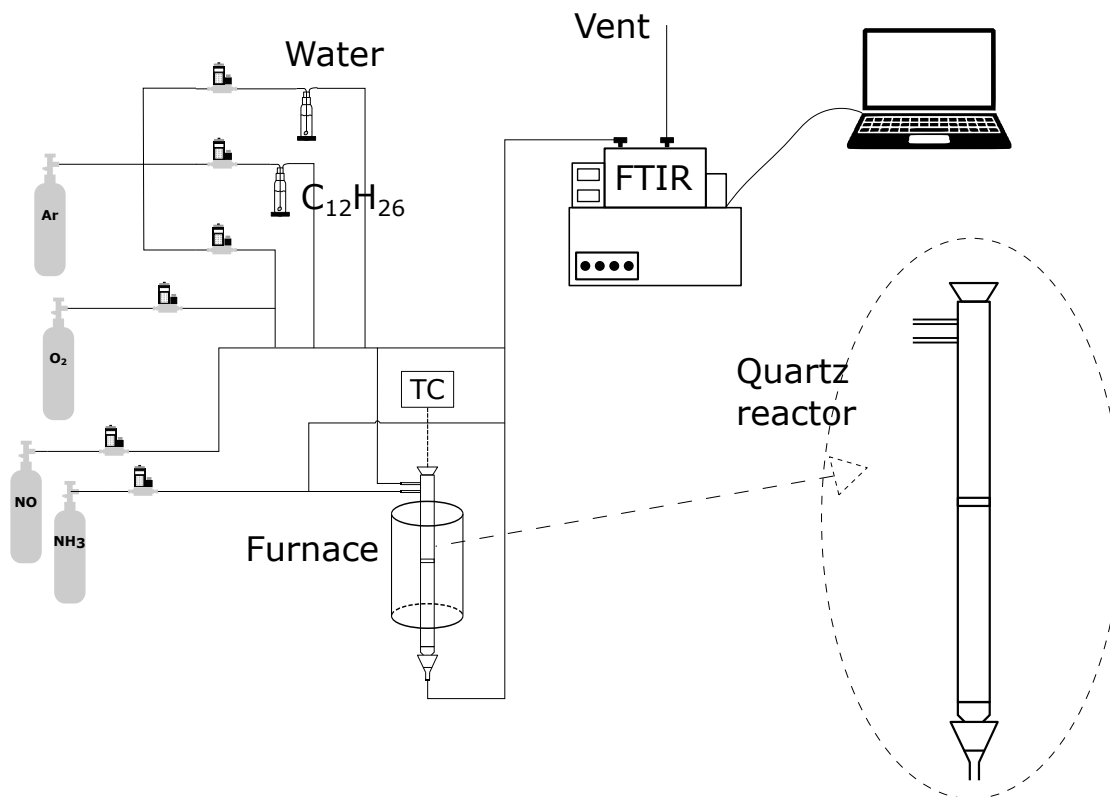 Vent
Water
FTIR
C₁₂H₂₆
Ar
O₂
Quartz
reactor
TC
NO
NH3
Furnace